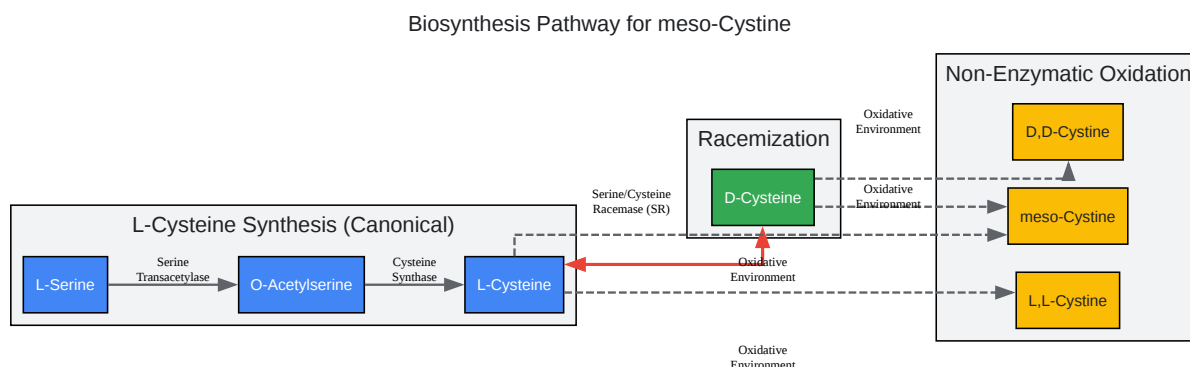 Biosynthesis Pathway for meso-Cystine
Non-Enzymatic Oxidation
Oxidative
Environment
D,D-Cystine
Racemization
D-Cysteine
Oxidative
Environment
meso-Cystine
Serine/Cysteine
Racemase (SR)
L-Cysteine Synthesis (Canonical)
L-Serine
Serine
Transacetylase
O-Acetylserine
Cysteine
Synthase
L-Cysteine
Oxidative
Environment
L,L-Cystine
Oxidative
Environment